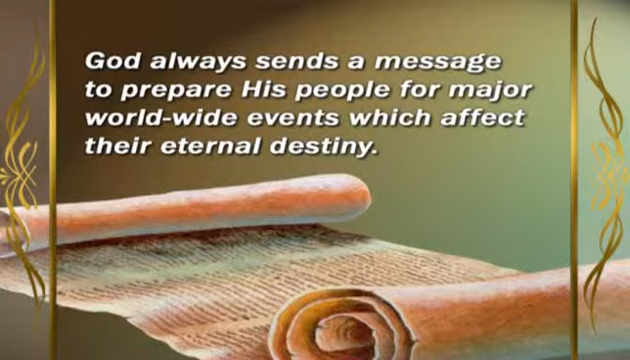 God always sends a message
to prepare His people for major
world-wide events which affect
their eternal destiny.